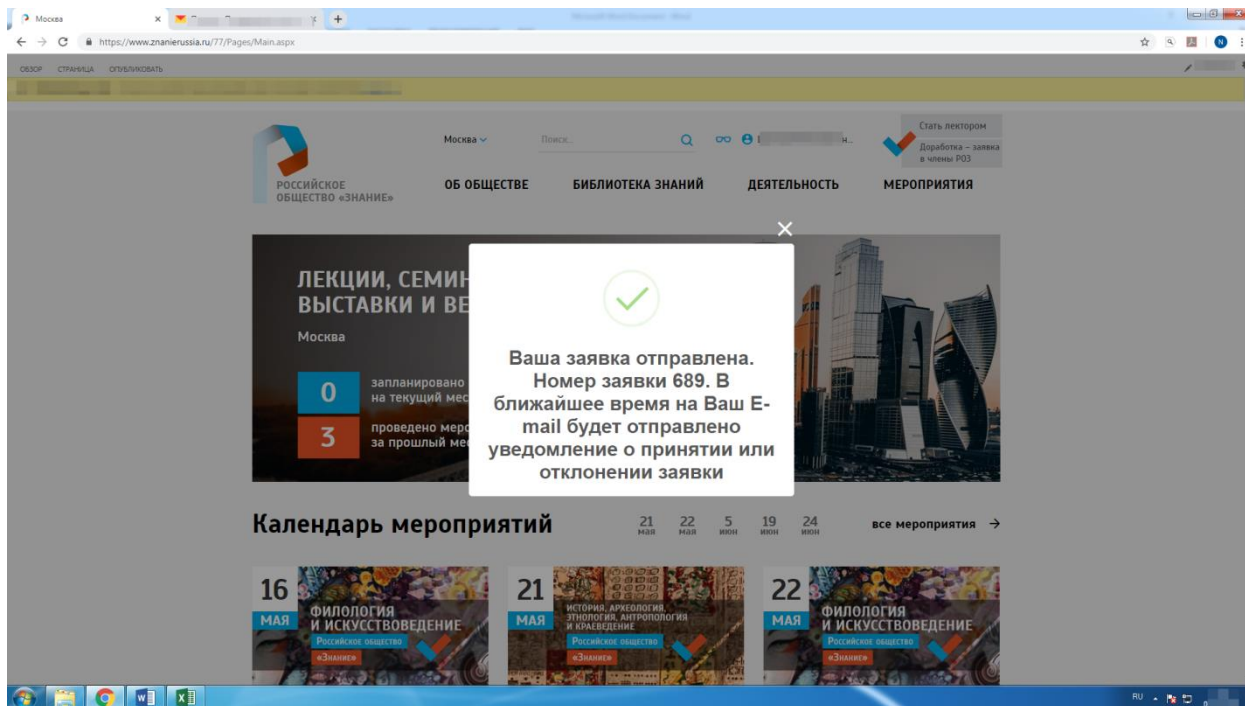 Москва
https://www.znanierussia.ru/77/Pages/Main.aspx
N
ОБЗОР СТРАНИЦА ОПУБЛИКОВАТЬ
РОССИЙСКОЕ
ОБЩЕСТВО «ЗНАНИЕ»
Москва
Поиск...
н...
Стать лектором
Доработка – заявка
в члены РОЗ
ОБ ОБЩЕСТВЕ БИБЛИОТЕКА ЗНАНИЙ ДЕЯТЕЛЬНОСТЬ МЕРОПРИЯТИЯ
ЛЕКЦИИ, СЕМИН
ВЫСТАВКИ И ВЕ
Москва
0
запланировано
на текущий мес
3
проведено меро
за прошлый ме
Ваша заявка отправлена.
Номер заявки 689. В
ближайшее время на Ваш E-
mail будет отправлено
уведомление о принятии или
отклонении заявки
Календарь мероприятий
21 22 5 19 24
мая мая июн июн июн
все мероприятия →
16
МАЯ
ФИЛОЛОГИЯ
И ИСКУССТВОВЕДЕНИЕ
Российское общество
«Знание»
21
МАЯ
ИСТОРИЯ, АРХЕОЛОГИЯ,
ЭТНОЛОГИЯ, АНТРОПОЛОГИЯ
И КРАЕВЕДЕНИЕ
Российское общество
«Знание»
22
МАЯ
ФИЛОЛОГИЯ
И ИСКУССТВОВЕДЕНИЕ
Российское общество
«Знание»
RU